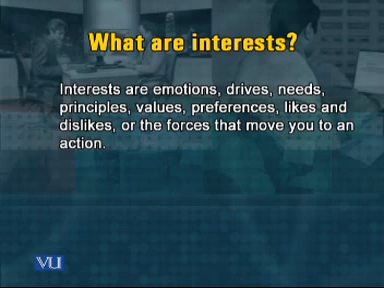 What are interests?
Interests are emotions, drives, needs,
principles, values, preferences, likes and
dislikes, or the forces that move you to an
action.
VU